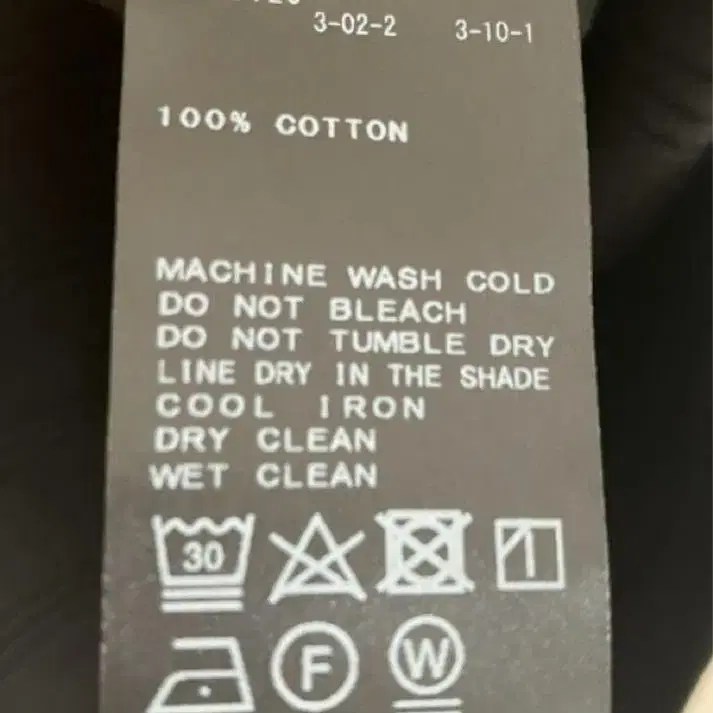 3-02-2 3-10-1
100% COTTON
MACHINE WASH COLD
DO NOT BLEACH
DO NOT TUMBLE DRY
LINE DRY IN THE SHADE
COOL IRON
DRY CLEAN
WET CLEAN
30
F W